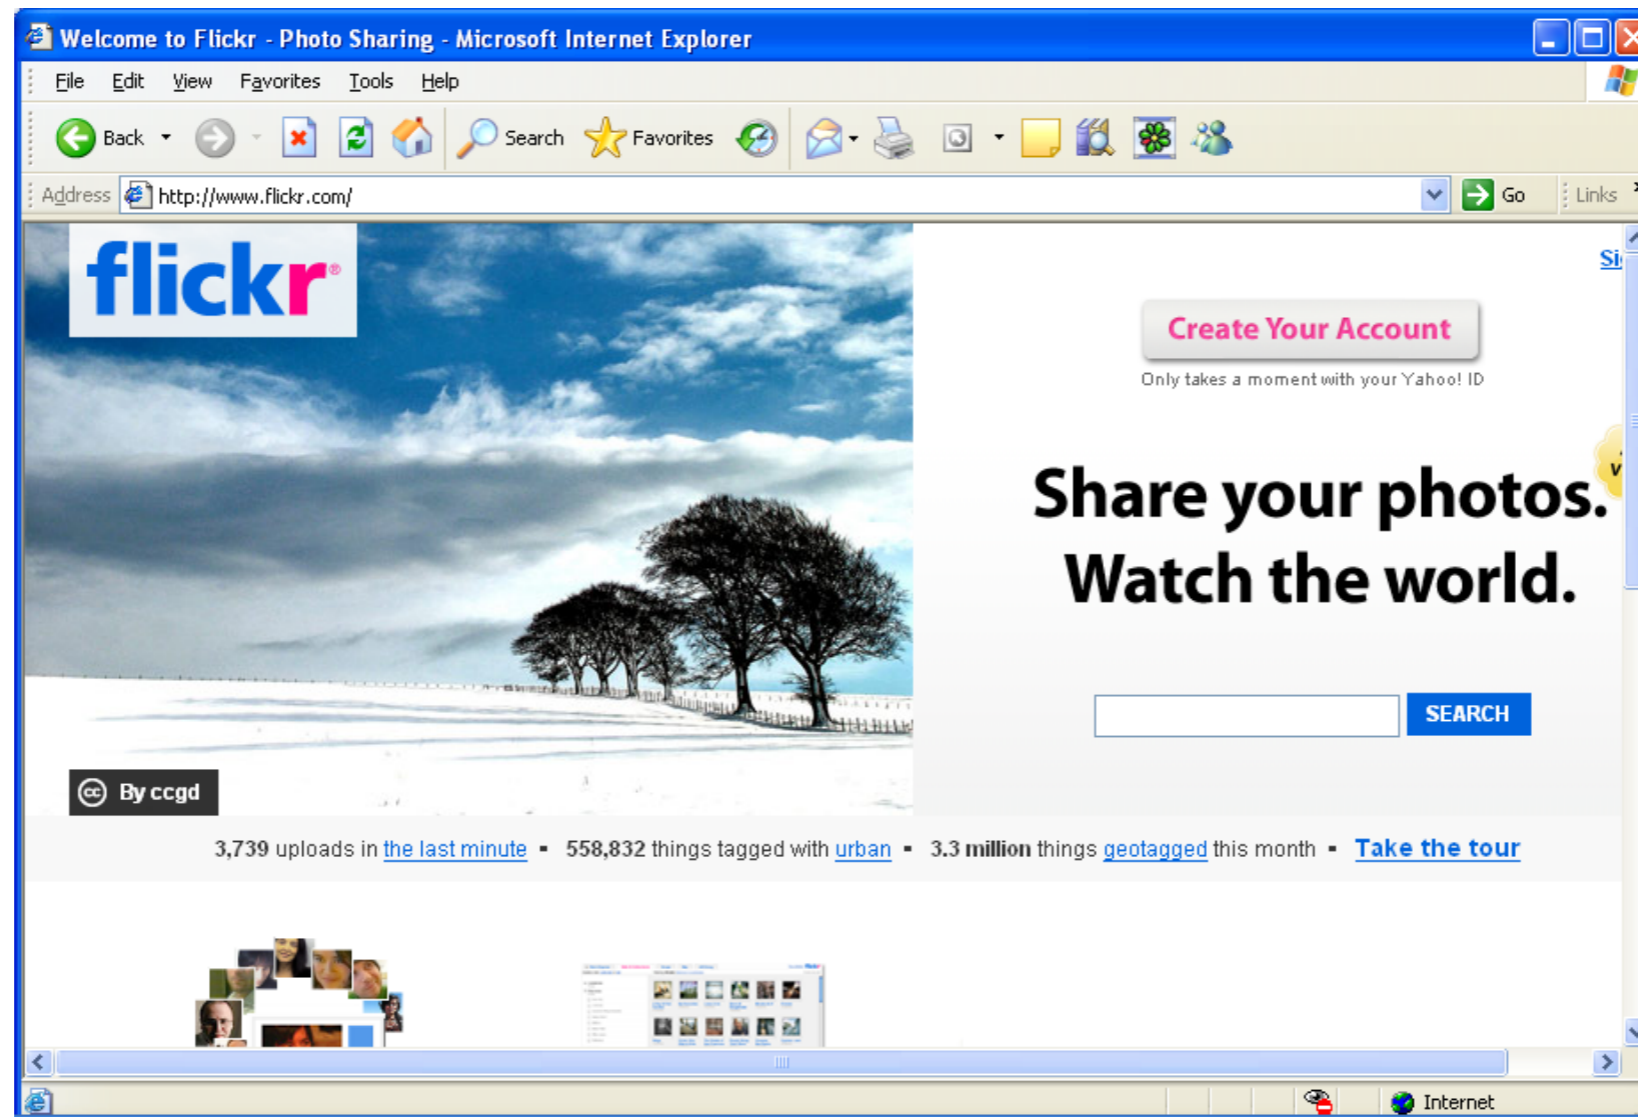 Welcome to Flickr - Photo Sharing - Microsoft Internet Explorer
File Edit View Favorites Tools Help
Back Search Favorites
Address http://www.flickr.com/ Go Links
flickr®
Create Your Account
Only takes a moment with your Yahoo! ID
Share your photos.
Watch the world.
SEARCH
cc By ccgd
3,739 uploads in the last minute ▪ 558,832 things tagged with urban ▪ 3.3 million things geotagged this month ▪ Take the tour
Internet